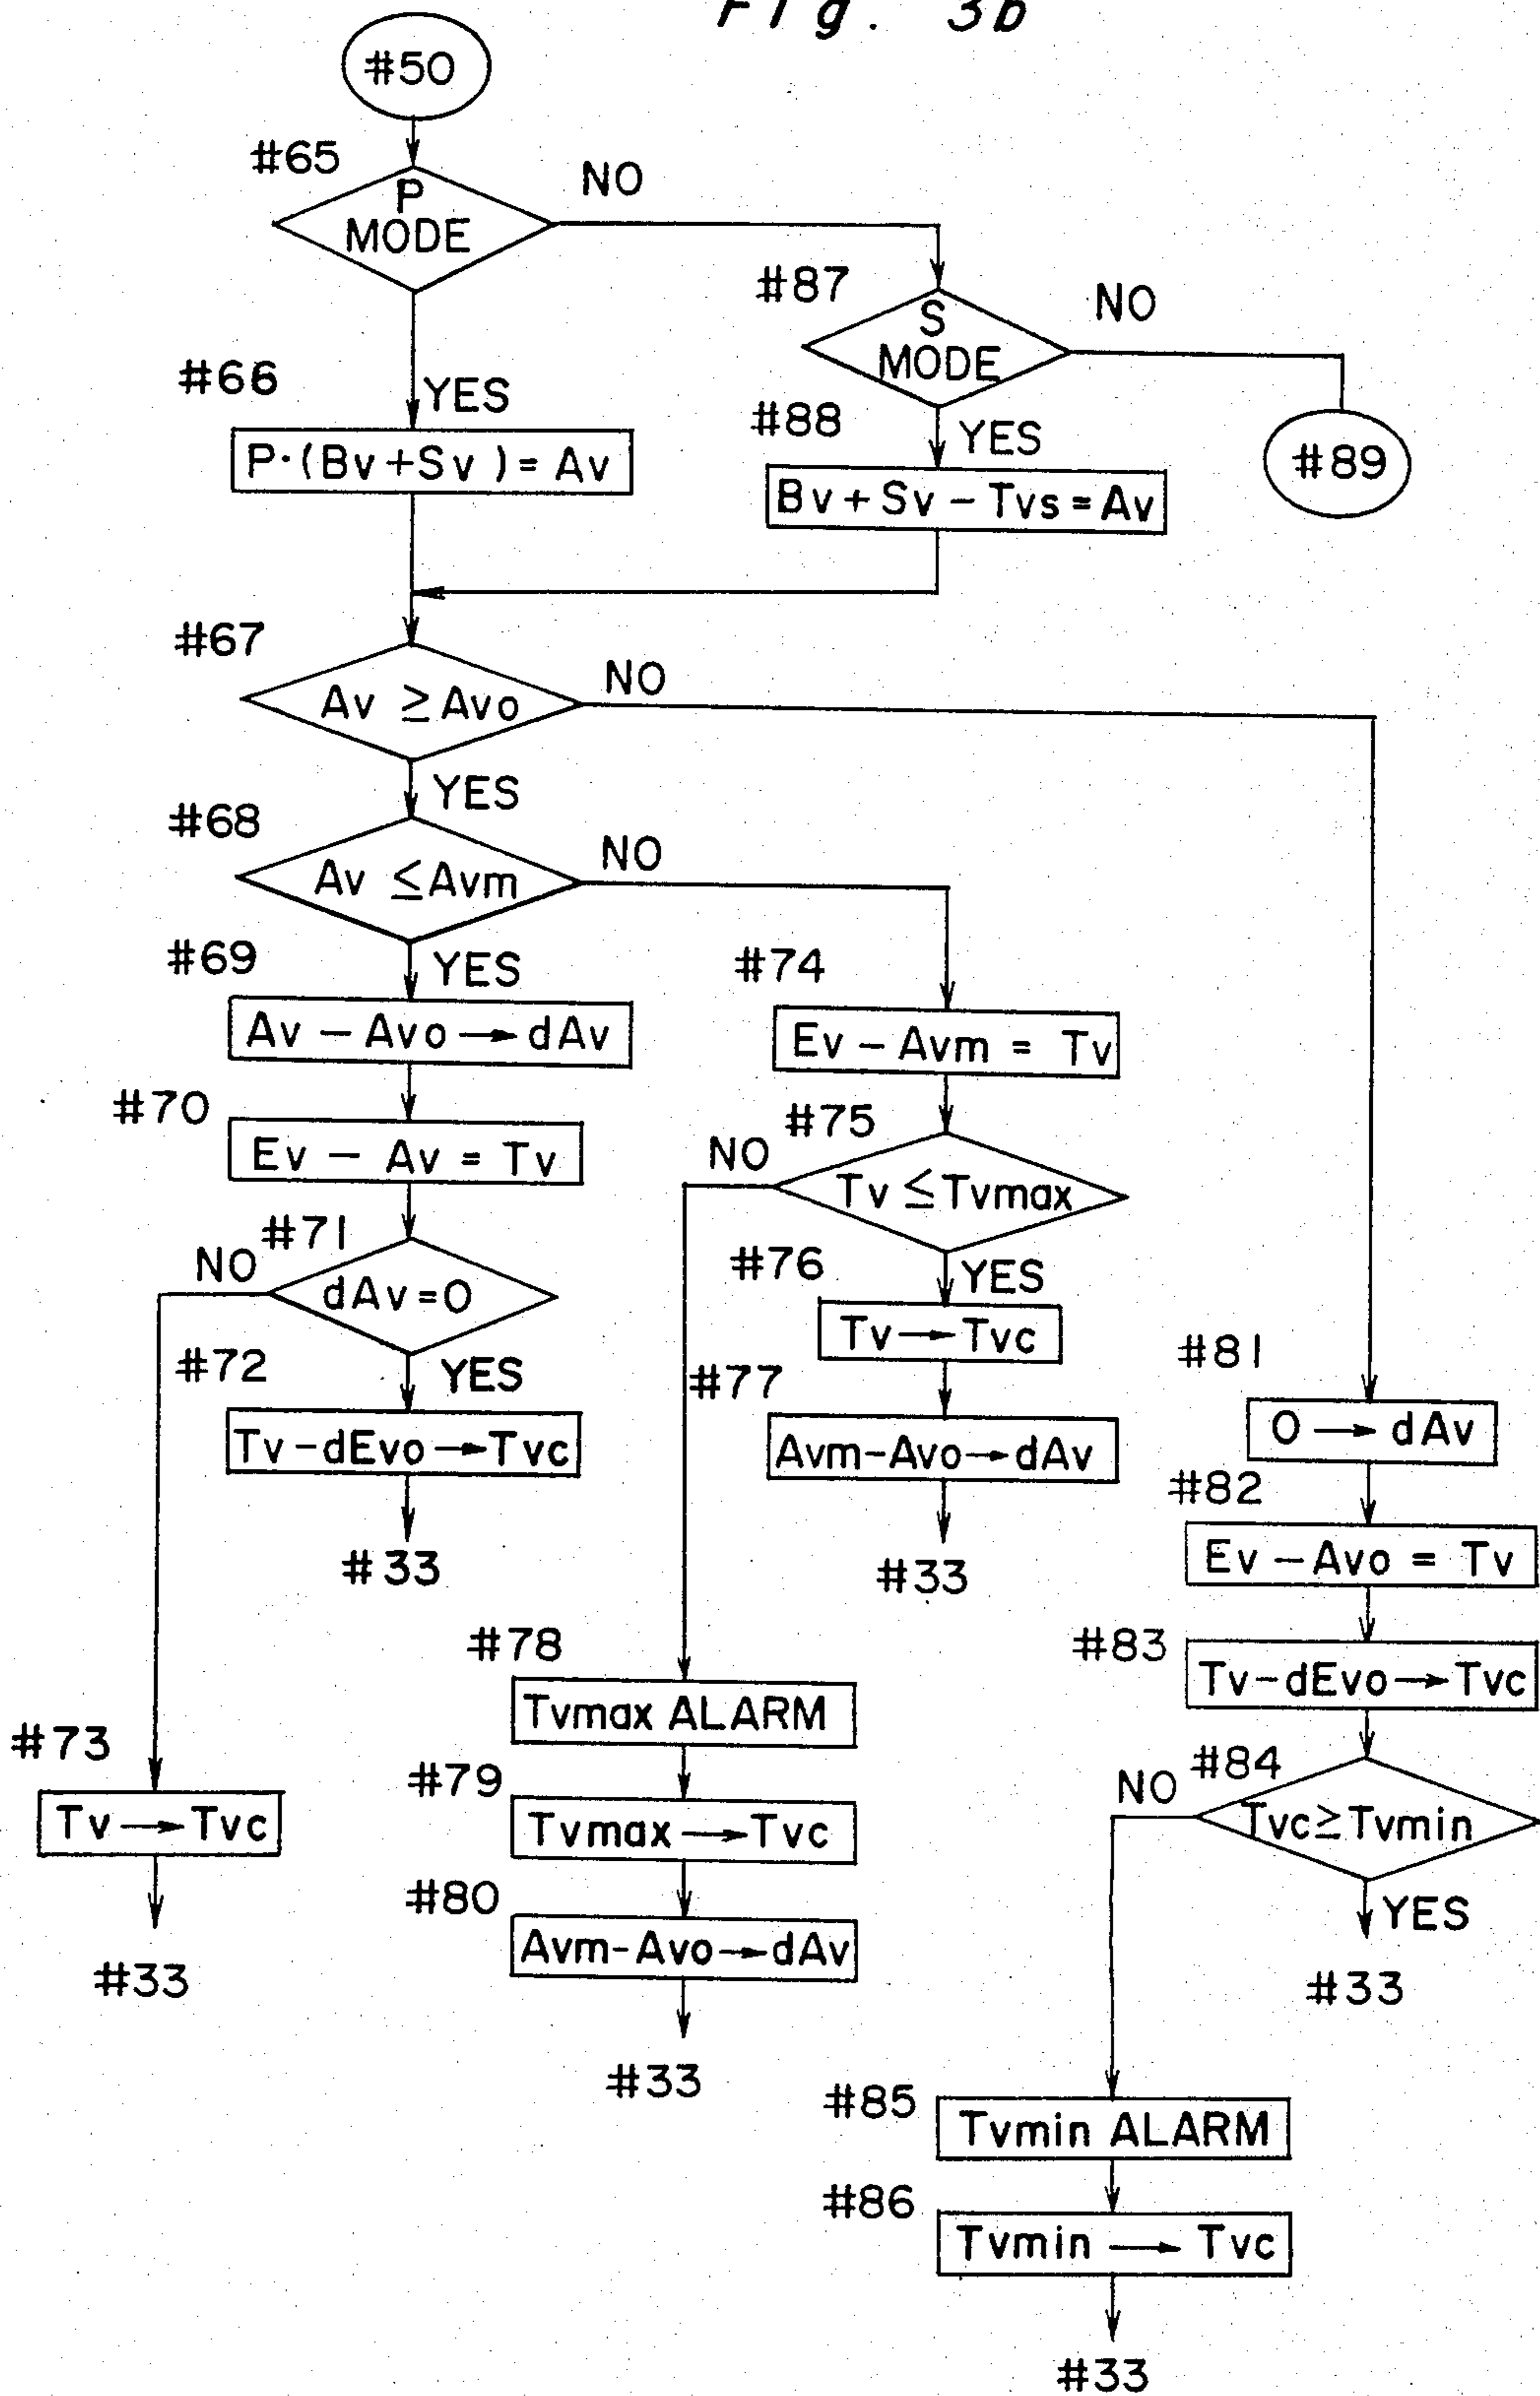 Fig. 3b
#50
#65
P
MODE
NO
#87
S
MODE
NO
#66
YES
P·(Bv+Sv)=Av
#88
YES
Bv+Sv-Tvs=Av
#89
#67
Av ≧Avo
NO
YES
#68
Av ≦Avm
NO
#69
YES
Av-Avo→dAv
#70
Ev - Av = Tv
#71
NO
dAv=0
#72
YES
Tv-dEvo→Tvc
#33
#73
Tv→Tvc
#33
#74
Ev-Avm = Tv
#75
NO
Tv ≦Tvmax
#76
YES
Tv→Tvc
#77
Avm-Avo→dAv
#33
#78
Tvmax ALARM
#79
Tvmax→Tvc
#80
Avm-Avo→dAv
#33
#81
0→dAv
#82
Ev-Avo = Tv
#83
Tv-dEvo→Tvc
#84
NO
Tvc≧Tvmin
YES
#33
#85
Tvmin ALARM
#86
Tvmin → Tvc
#33